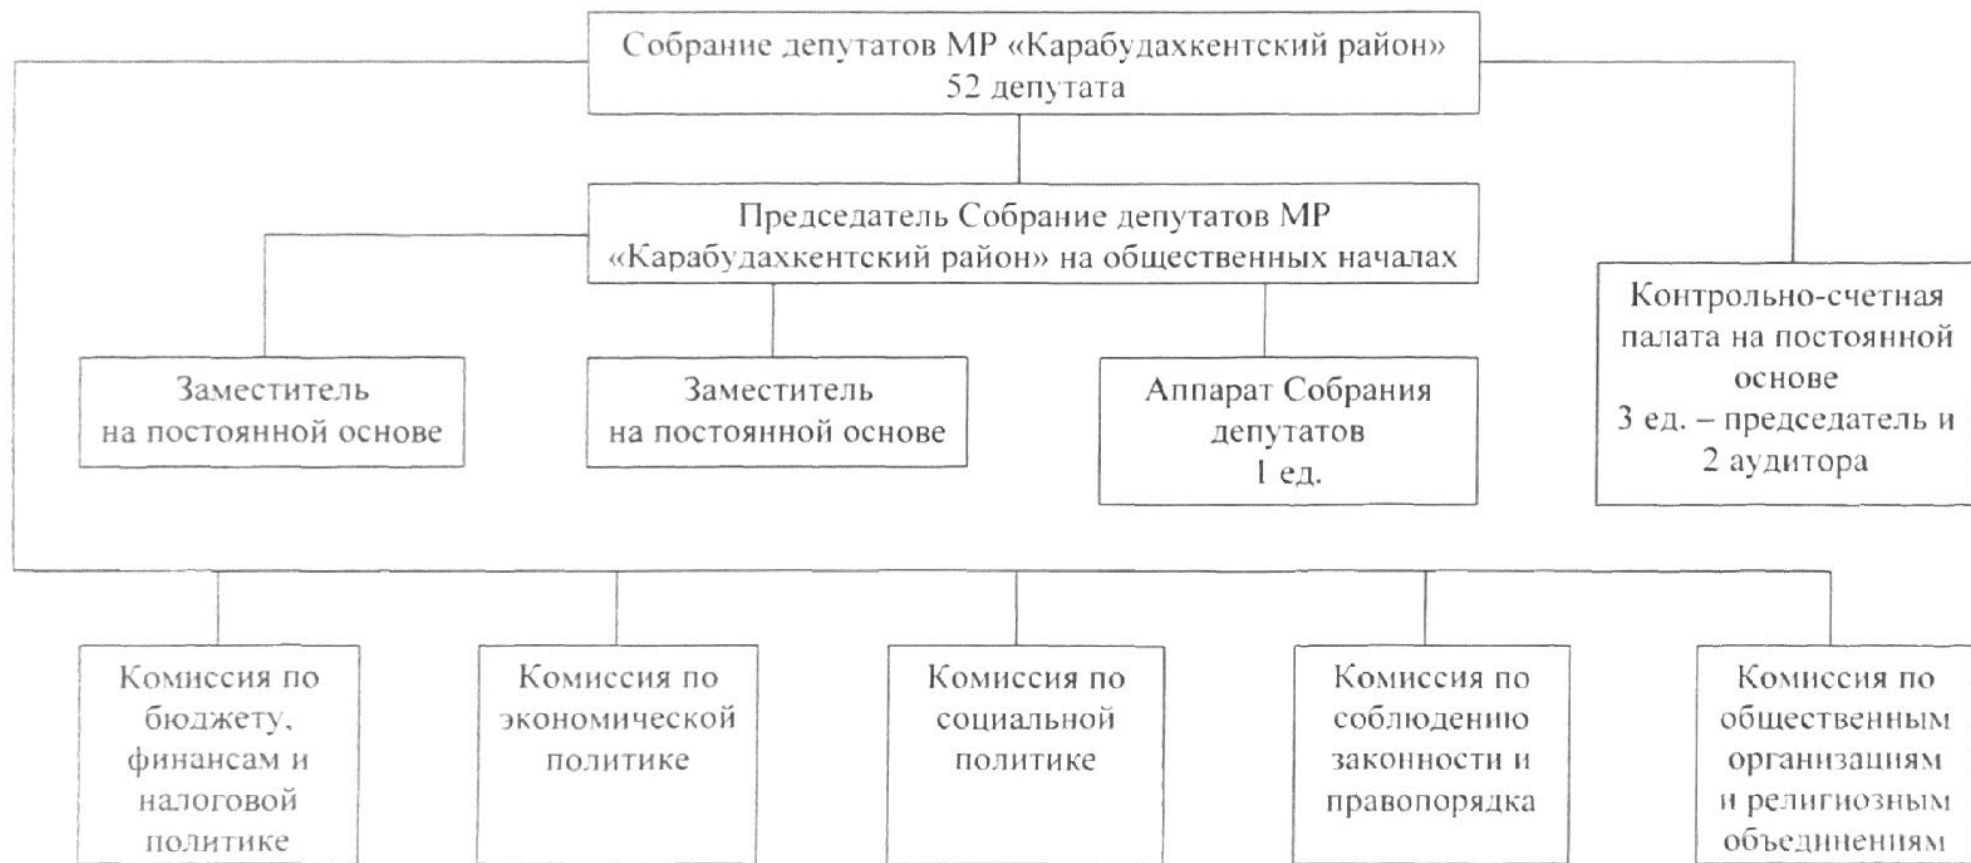 Собрание депутатов МР «Карабудахкентский район»
52 депутата
Председатель Собрание депутатов МР
«Карабудахкентский район» на общественных началах
Заместитель
на постоянной основе
Заместитель
на постоянной основе
Аппарат Собрания
депутатов
1 ед.
Контрольно-счетная
палата на постоянной
основе
3 ед. – председатель и
2 аудитора
Комиссия по
бюджету,
финансам и
налоговой
политике
Комиссия по
экономической
политике
Комиссия по
социальной
политике
Комиссия по
соблюдению
законности и
правопорядка
Комиссия по
общественным
организациям
и религиозным
объединениям